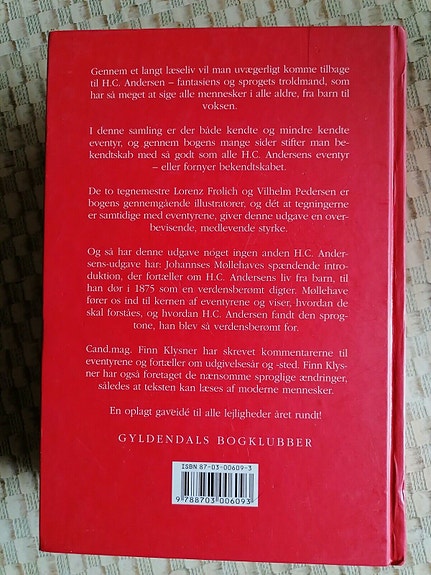 Gennem et langt læseliv vil man uvægerligt komme tilbage
til H.C. Andersen – fantasiens og sprogets troldmand, som
har så meget at sige alle mennesker i alle aldre, fra barn til
voksen.
I denne samling er der både kendte og mindre kendte
eventyr, og gennem bogens mange sider stifter man be-
kendtskab med så godt som alle H.C. Andersens eventyr
– eller fornyer bekendtskabet.
De to tegnemestre Lorenz Frølich og Vilhelm Pedersen er
bogens gennemgående illustratorer, og dét at tegningerne
er samtidige med eventyrene, giver denne udgave en over-
bevisende, medlevende styrke.
Og så har denne udgave noget ingen anden H.C. Ander-
sens-udgave har: Johannses Møllehaves spændende intro-
duktion, der fortæller om H.C. Andersens liv fra barn, til
han dør i 1875 som en verdensberømt digter. Møllehave
fører os ind til kernen af eventyrene og viser, hvordan de
skal forstås, og hvordan H.C. Andersen fandt den sprog-
tone, han blev så verdensberømt for.
Cand.mag. Finn Klysner har skrevet kommentarerne til
eventyrene og fortæller om udgivelsesår og -sted. Finn Klys-
ner har også foretaget de nænsomme sproglige ændringer,
således at teksten kan læses af moderne mennesker.
En oplagt gaveidé til alle lejligheder året rundt!
GYLDENDALS BOGKLUBBER
ISBN 87-03-00609-3
9 788703 006093